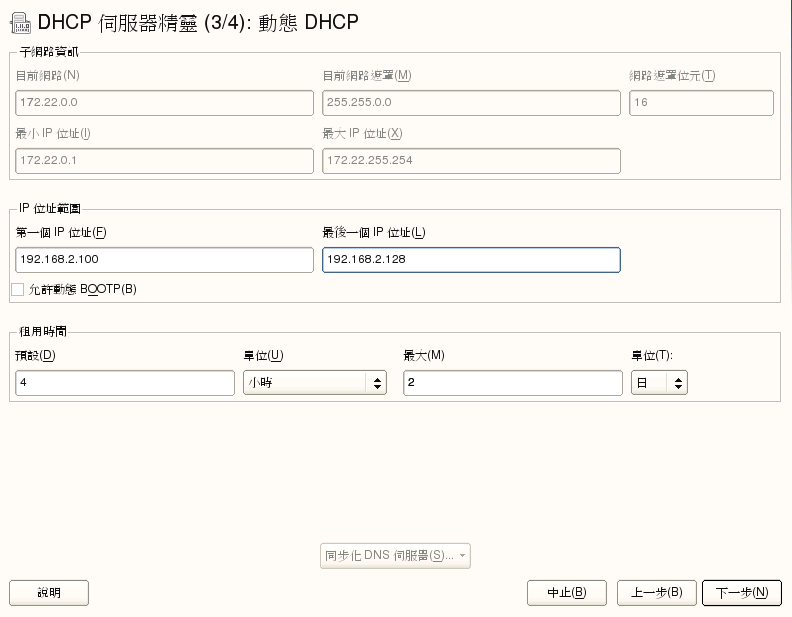 DHCP 伺服器精靈 (3/4): 動態 DHCP
子網路資訊
目前網路(N) 目前網路遮罩(M) 網路遮罩位元(T)
172.22.0.0 255.255.0.0 16
最小 IP 位址(I) 最大 IP 位址(X)
172.22.0.1 172.22.255.254
IP 位址範圍
第一個 IP 位址(F) 最後一個 IP 位址(L)
192.168.2.100 192.168.2.128
允許動態 BOOTP(B)
租用時間
預設(D) 單位(U) 最大(M) 單位(T):
4 小時 2 日
同步化 DNS 伺服器(S)...
說明 中止(B) 上一步(B) 下一步(N)